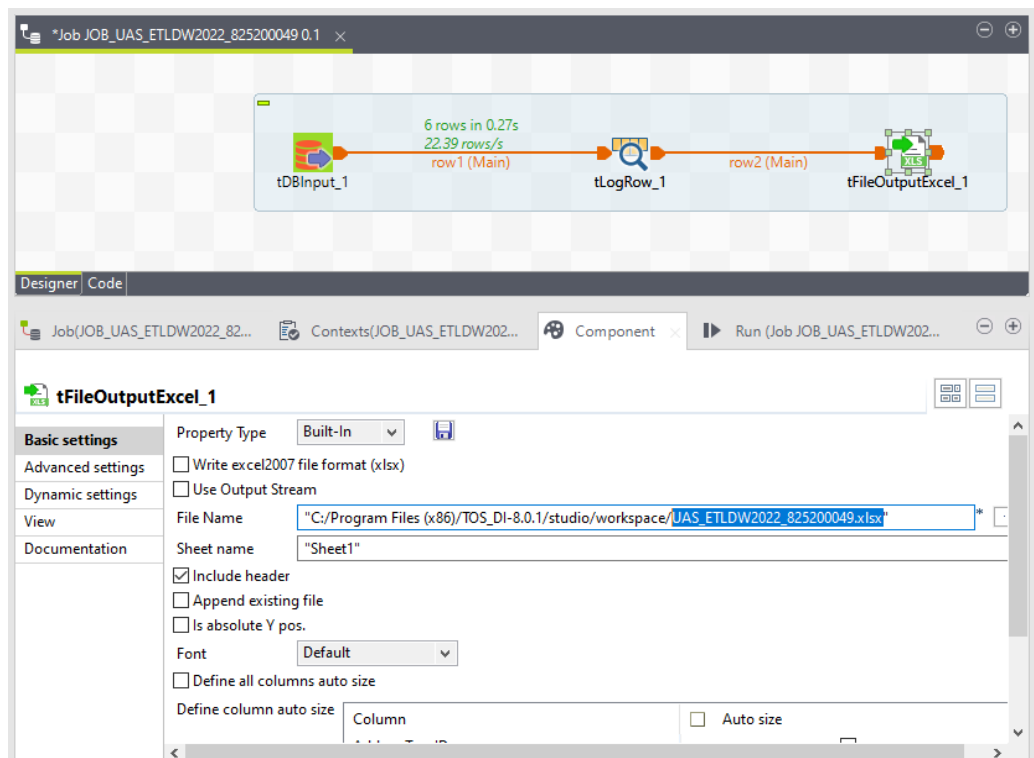 *Job JOB_UAS_ETLDW2022_825200049 0.1
6 rows in 0.27s
22.39 rows/s
row1 (Main)
row2 (Main)
tDBInput_1
tLogRow_1
tFileOutputExcel_1
XLS
Designer
Code
Job(JOB_UAS_ETLDW2022_82...
Contexts(JOB_UAS_ETLDW202...
Component
Run (Job JOB_UAS_ETLDW202...
XLS
tFileOutputExcel_1
Basic settings
Advanced settings
Dynamic settings
View
Documentation
Property Type
Built-In
Write excel2007 file format (xlsx)
Use Output Stream
File Name
"C:/Program Files (x86)/TOS_DI-8.0.1/studio/workspace/UAS_ETLDW2022_825200049.xlsx" *
Sheet name
"Sheet1"
Include header
Append existing file
Is absolute Y pos.
Font
Default
Define all columns auto size
Define column auto size
Column
Auto size